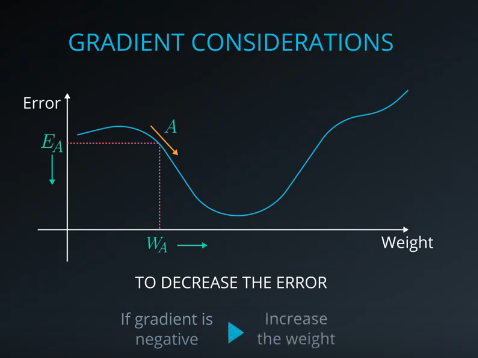 GRADIENT CONSIDERATIONS
Error
A
E_A
W_A
Weight
TO DECREASE THE ERROR
If gradient is
negative
Increase
the weight